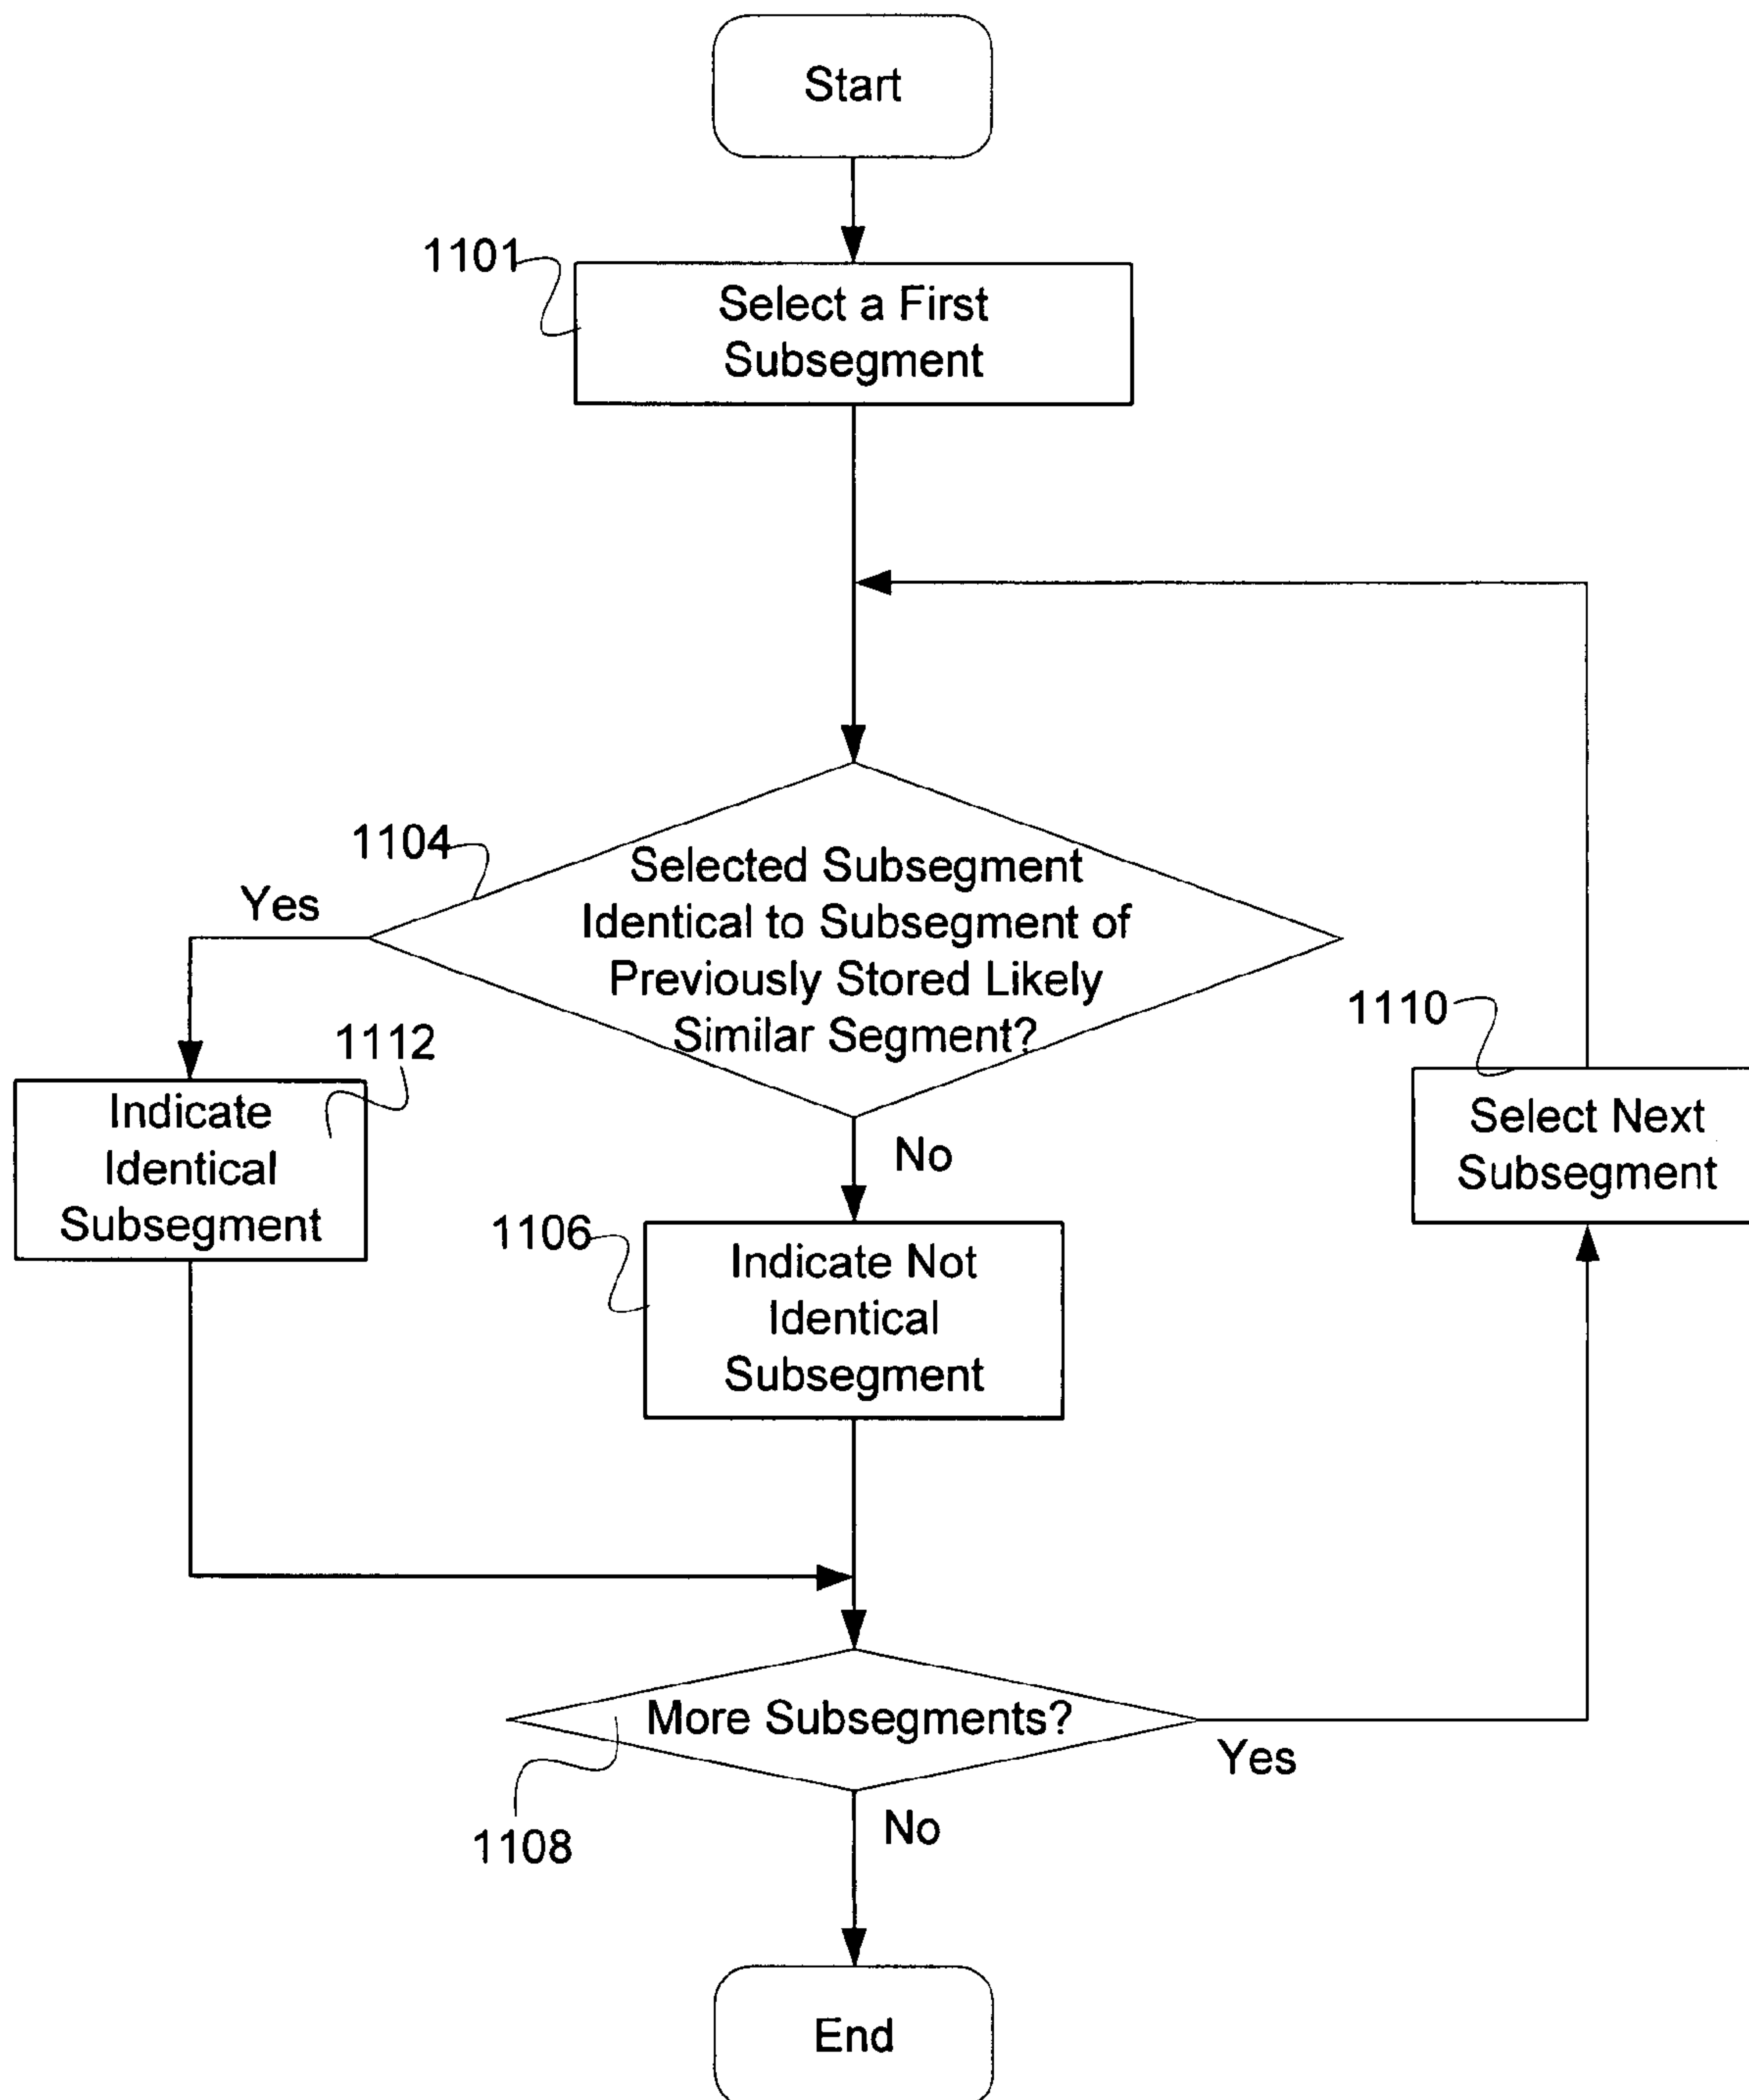 Start
1101
Select a First
Subsegment
1104
Selected Subsegment
Identical to Subsegment of
Previously Stored Likely
Similar Segment?
Yes
1112
Indicate
Identical
Subsegment
No
1106
Indicate Not
Identical
Subsegment
1110
Select Next
Subsegment
More Subsegments?
Yes
1108
No
End